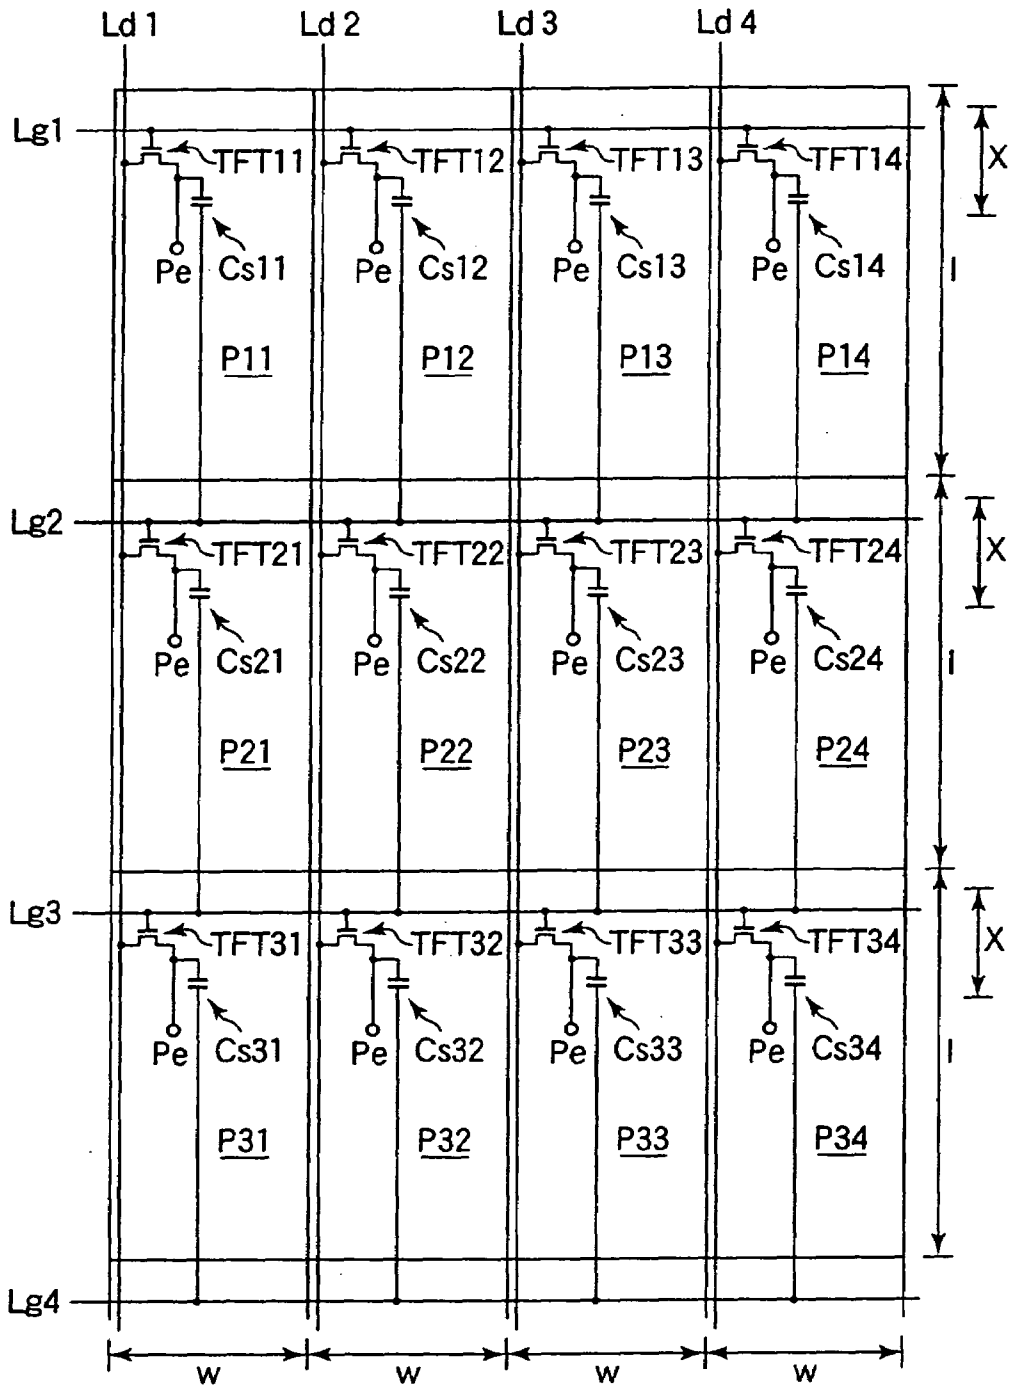 Ld 1 Ld 2 Ld 3 Ld 4
Lg1
TFT11 TFT12 TFT13 TFT14 X
Pe Cs11 Pe Cs12 Pe Cs13 Pe Cs14 l
P11 P12 P13 P14
Lg2
TFT21 TFT22 TFT23 TFT24 X
Pe Cs21 Pe Cs22 Pe Cs23 Pe Cs24 l
P21 P22 P23 P24
Lg3
TFT31 TFT32 TFT33 TFT34 X
Pe Cs31 Pe Cs32 Pe Cs33 Pe Cs34 l
P31 P32 P33 P34
Lg4
w w w w